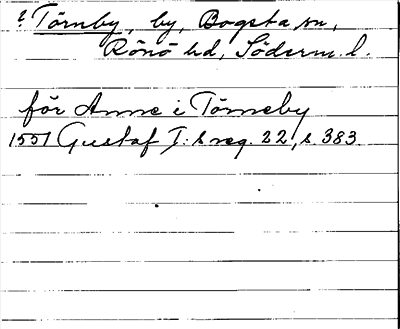 ? Törnby, by, Bogsta sn,
Rönö hd, Söderm. l.
för Anne i Törneby
1551 Gustaf I:s reg. 22, s. 383.